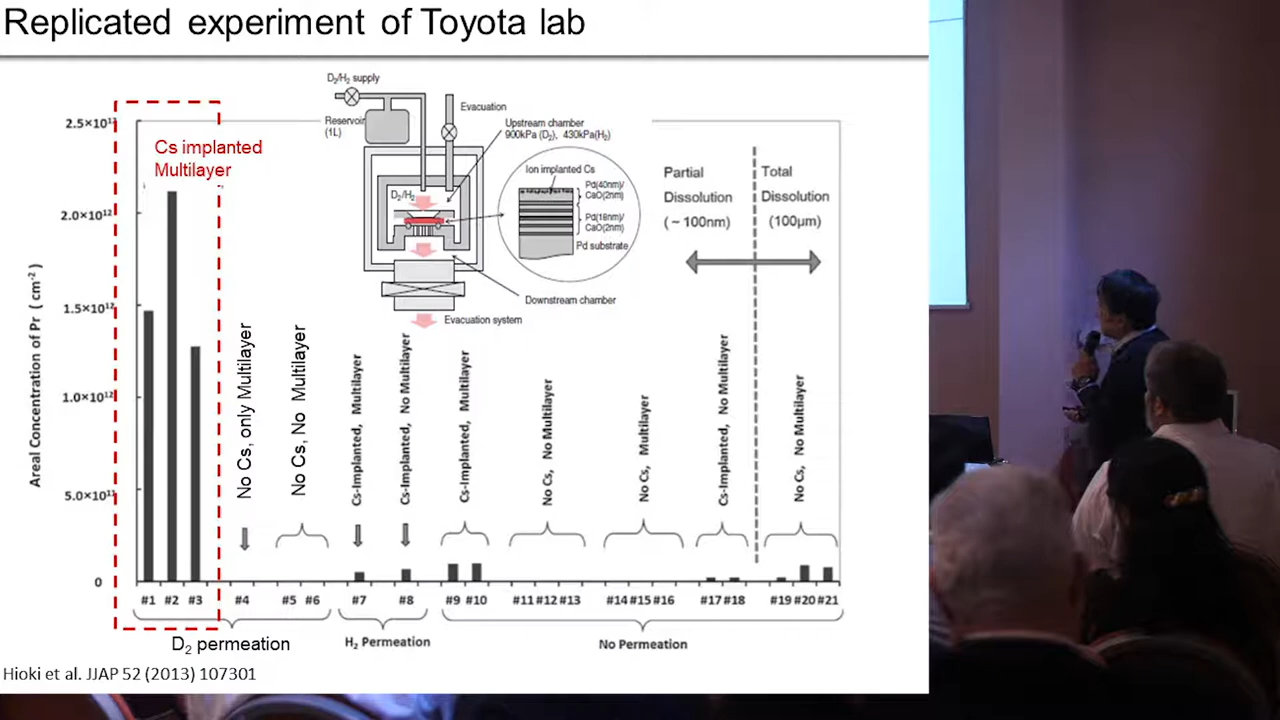 Replicated experiment of Toyota lab
D2/H2 supply
Evacuation
Reservoir
(1L)
Upstream chamber
900kPa (D2), 430kPa(H2)
D2/H2
Ion implanted Cs
Pd(40nm)/
CaO(2nm)
Pd(18nm)/
CaO(2nm)
Pd substrate
Downstream chamber
Evacuation system
Cs implanted
Multilayer
Partial
Dissolution
(~100nm)
Total
Dissolution
(100μm)
Areal Concentration of Pr ( cm-2 )
2.0×10¹²
1.5×10¹²
1.0×10¹²
5.0×10¹¹
0
No Cs, only Multilayer
No Cs, No Multilayer
Cs-Implanted, Multilayer
Cs-Implanted, No Multilayer
Cs-Implanted, Multilayer
No Cs, No Multilayer
No Cs, Multilayer
Cs-Implanted, No Multilayer
No Cs, No Multilayer
#1 #2 #3 #4 #5 #6 #7 #8 #9 #10 #11 #12 #13 #14 #15 #16 #17 #18 #19 #20 #21
D2 permeation
H2 Permeation
No Permeation
Hioki et al. JJAP 52 (2013) 107301